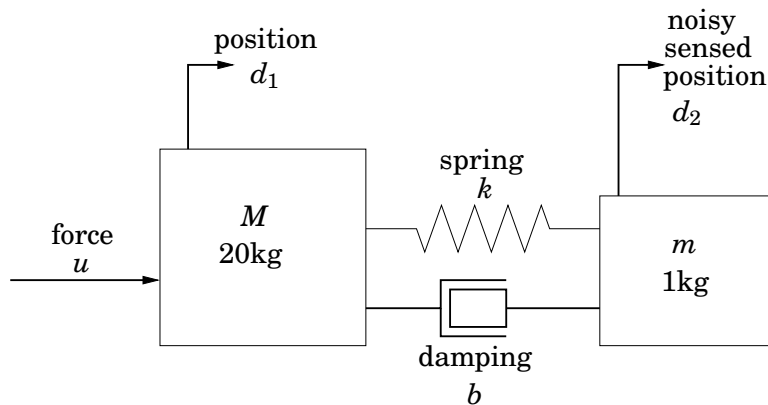 position
d₁
noisy
sensed
position
d₂
spring
k
M
20kg
force
u
m
1kg
damping
b